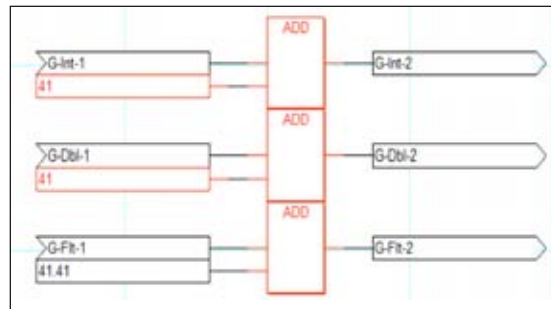 ADD
G-Int-1
G-Int-2
41
ADD
G-Dbl-1
G-Dbl-2
41
ADD
G-Flt-1
G-Flt-2
41.41